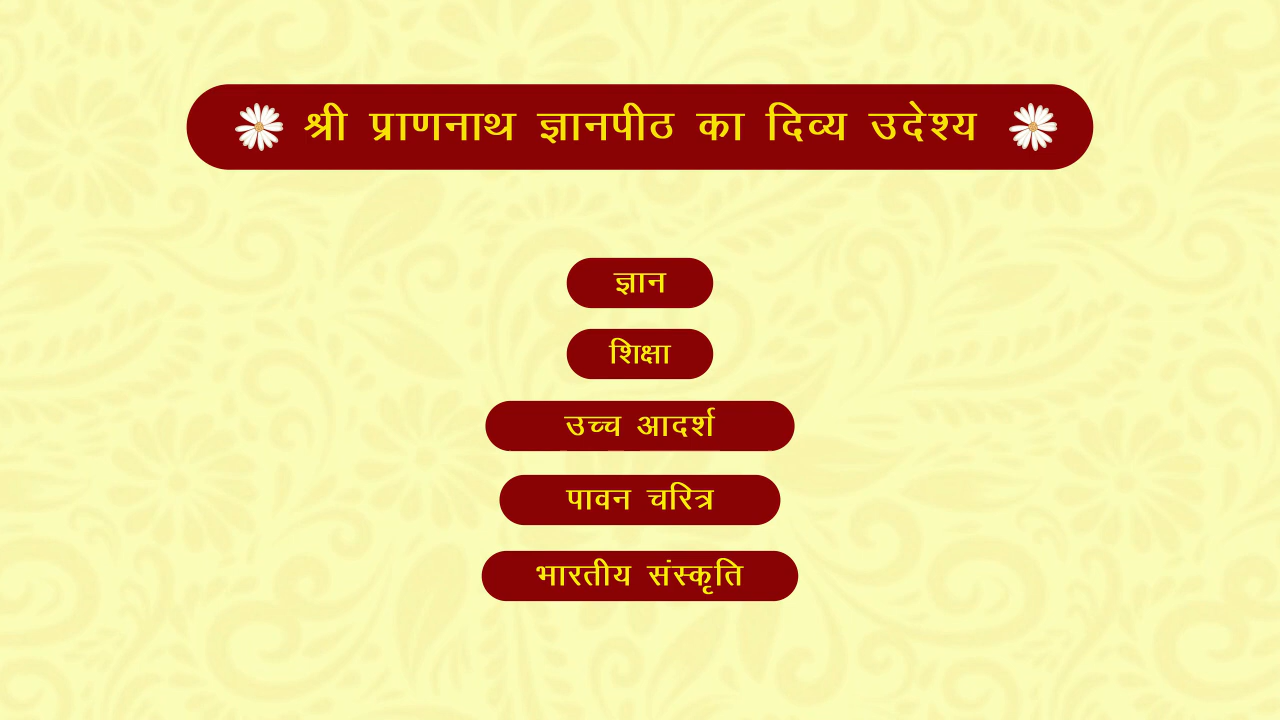 श्री प्राणनाथ ज्ञानपीठ का दिव्य उदेश्य
ज्ञान
शिक्षा
उच्च आदर्श
पावन चरित्र
भारतीय संस्कृति